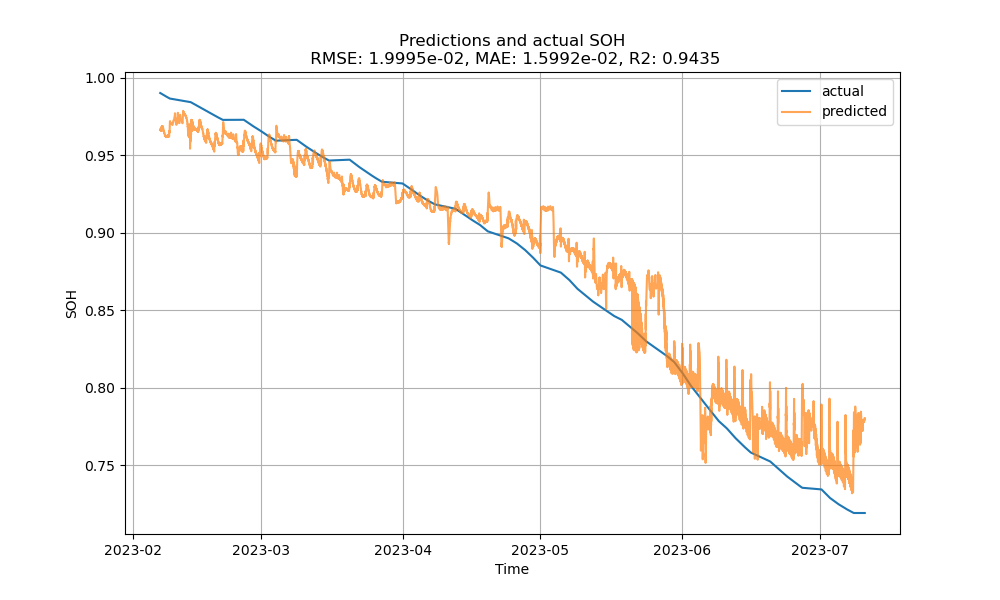 Predictions and actual SOH
RMSE: 1.9995e-02, MAE: 1.5992e-02, R2: 0.9435
actual
predicted
1.00
0.95
0.90
0.85
0.80
0.75
SOH
2023-02
2023-03
2023-04
2023-05
2023-06
2023-07
Time